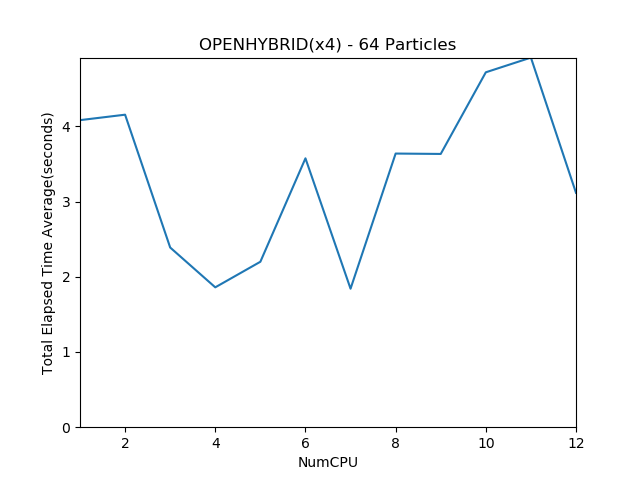 OPENHYBRID(x4) - 64 Particles
Total Elapsed Time Average(seconds)
4
3
2
1
0
2 4 6 8 10 12
NumCPU